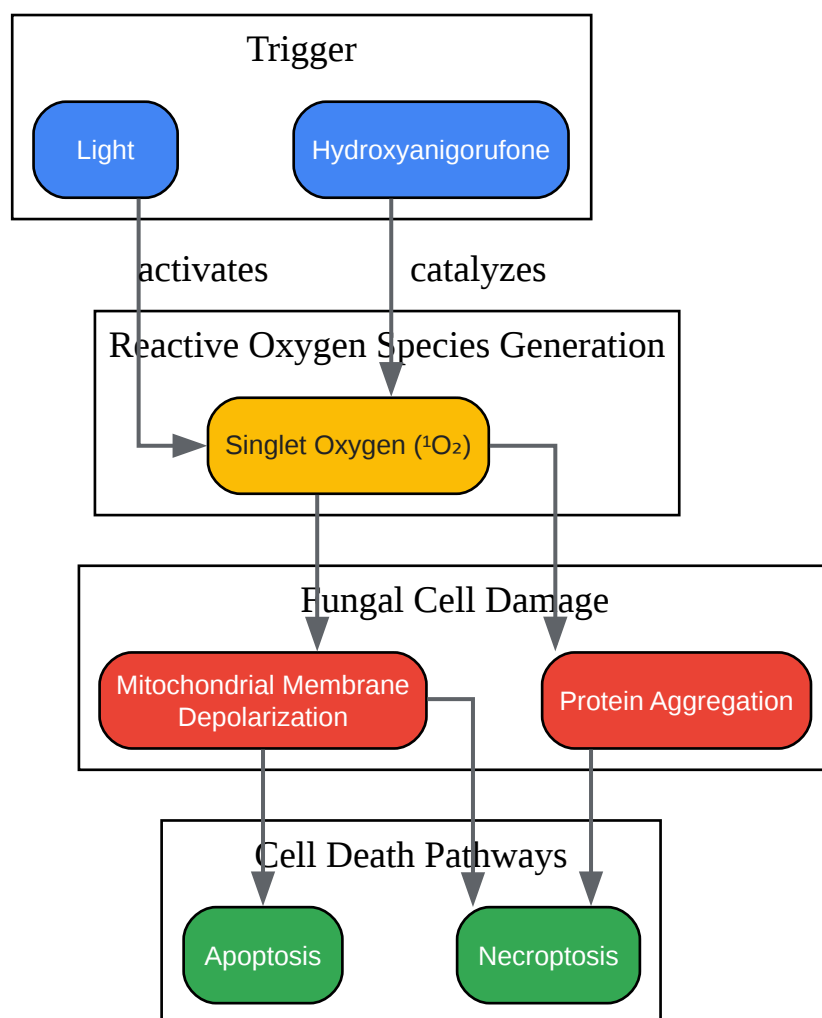 Trigger
Light
Hydroxyanigorufone
activates
catalyzes
Reactive Oxygen Species Generation
Singlet Oxygen (¹O₂)
Fungal Cell Damage
Mitochondrial Membrane
Depolarization
Protein Aggregation
Cell Death Pathways
Apoptosis
Necroptosis